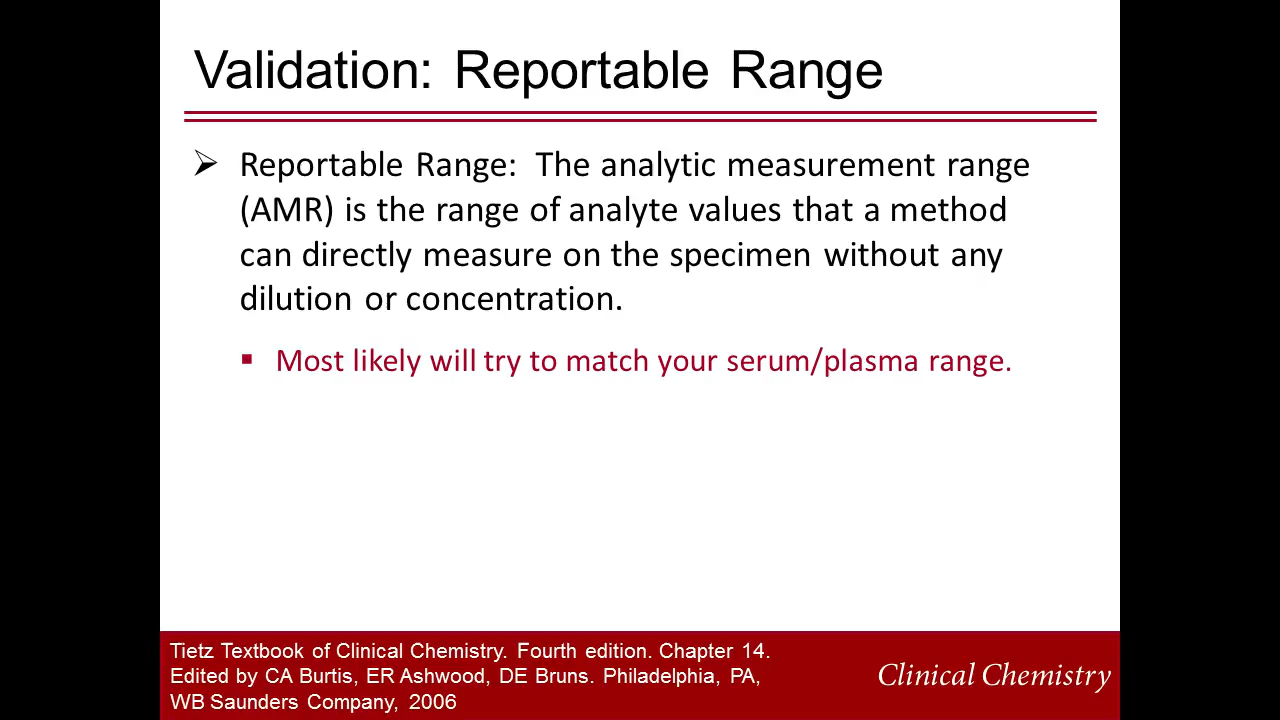 Validation: Reportable Range
➢ Reportable Range: The analytic measurement range
(AMR) is the range of analyte values that a method
can directly measure on the specimen without any
dilution or concentration.
▪ Most likely will try to match your serum/plasma range.
Tietz Textbook of Clinical Chemistry. Fourth edition. Chapter 14.
Edited by CA Burtis, ER Ashwood, DE Bruns. Philadelphia, PA,
WB Saunders Company, 2006
Clinical Chemistry